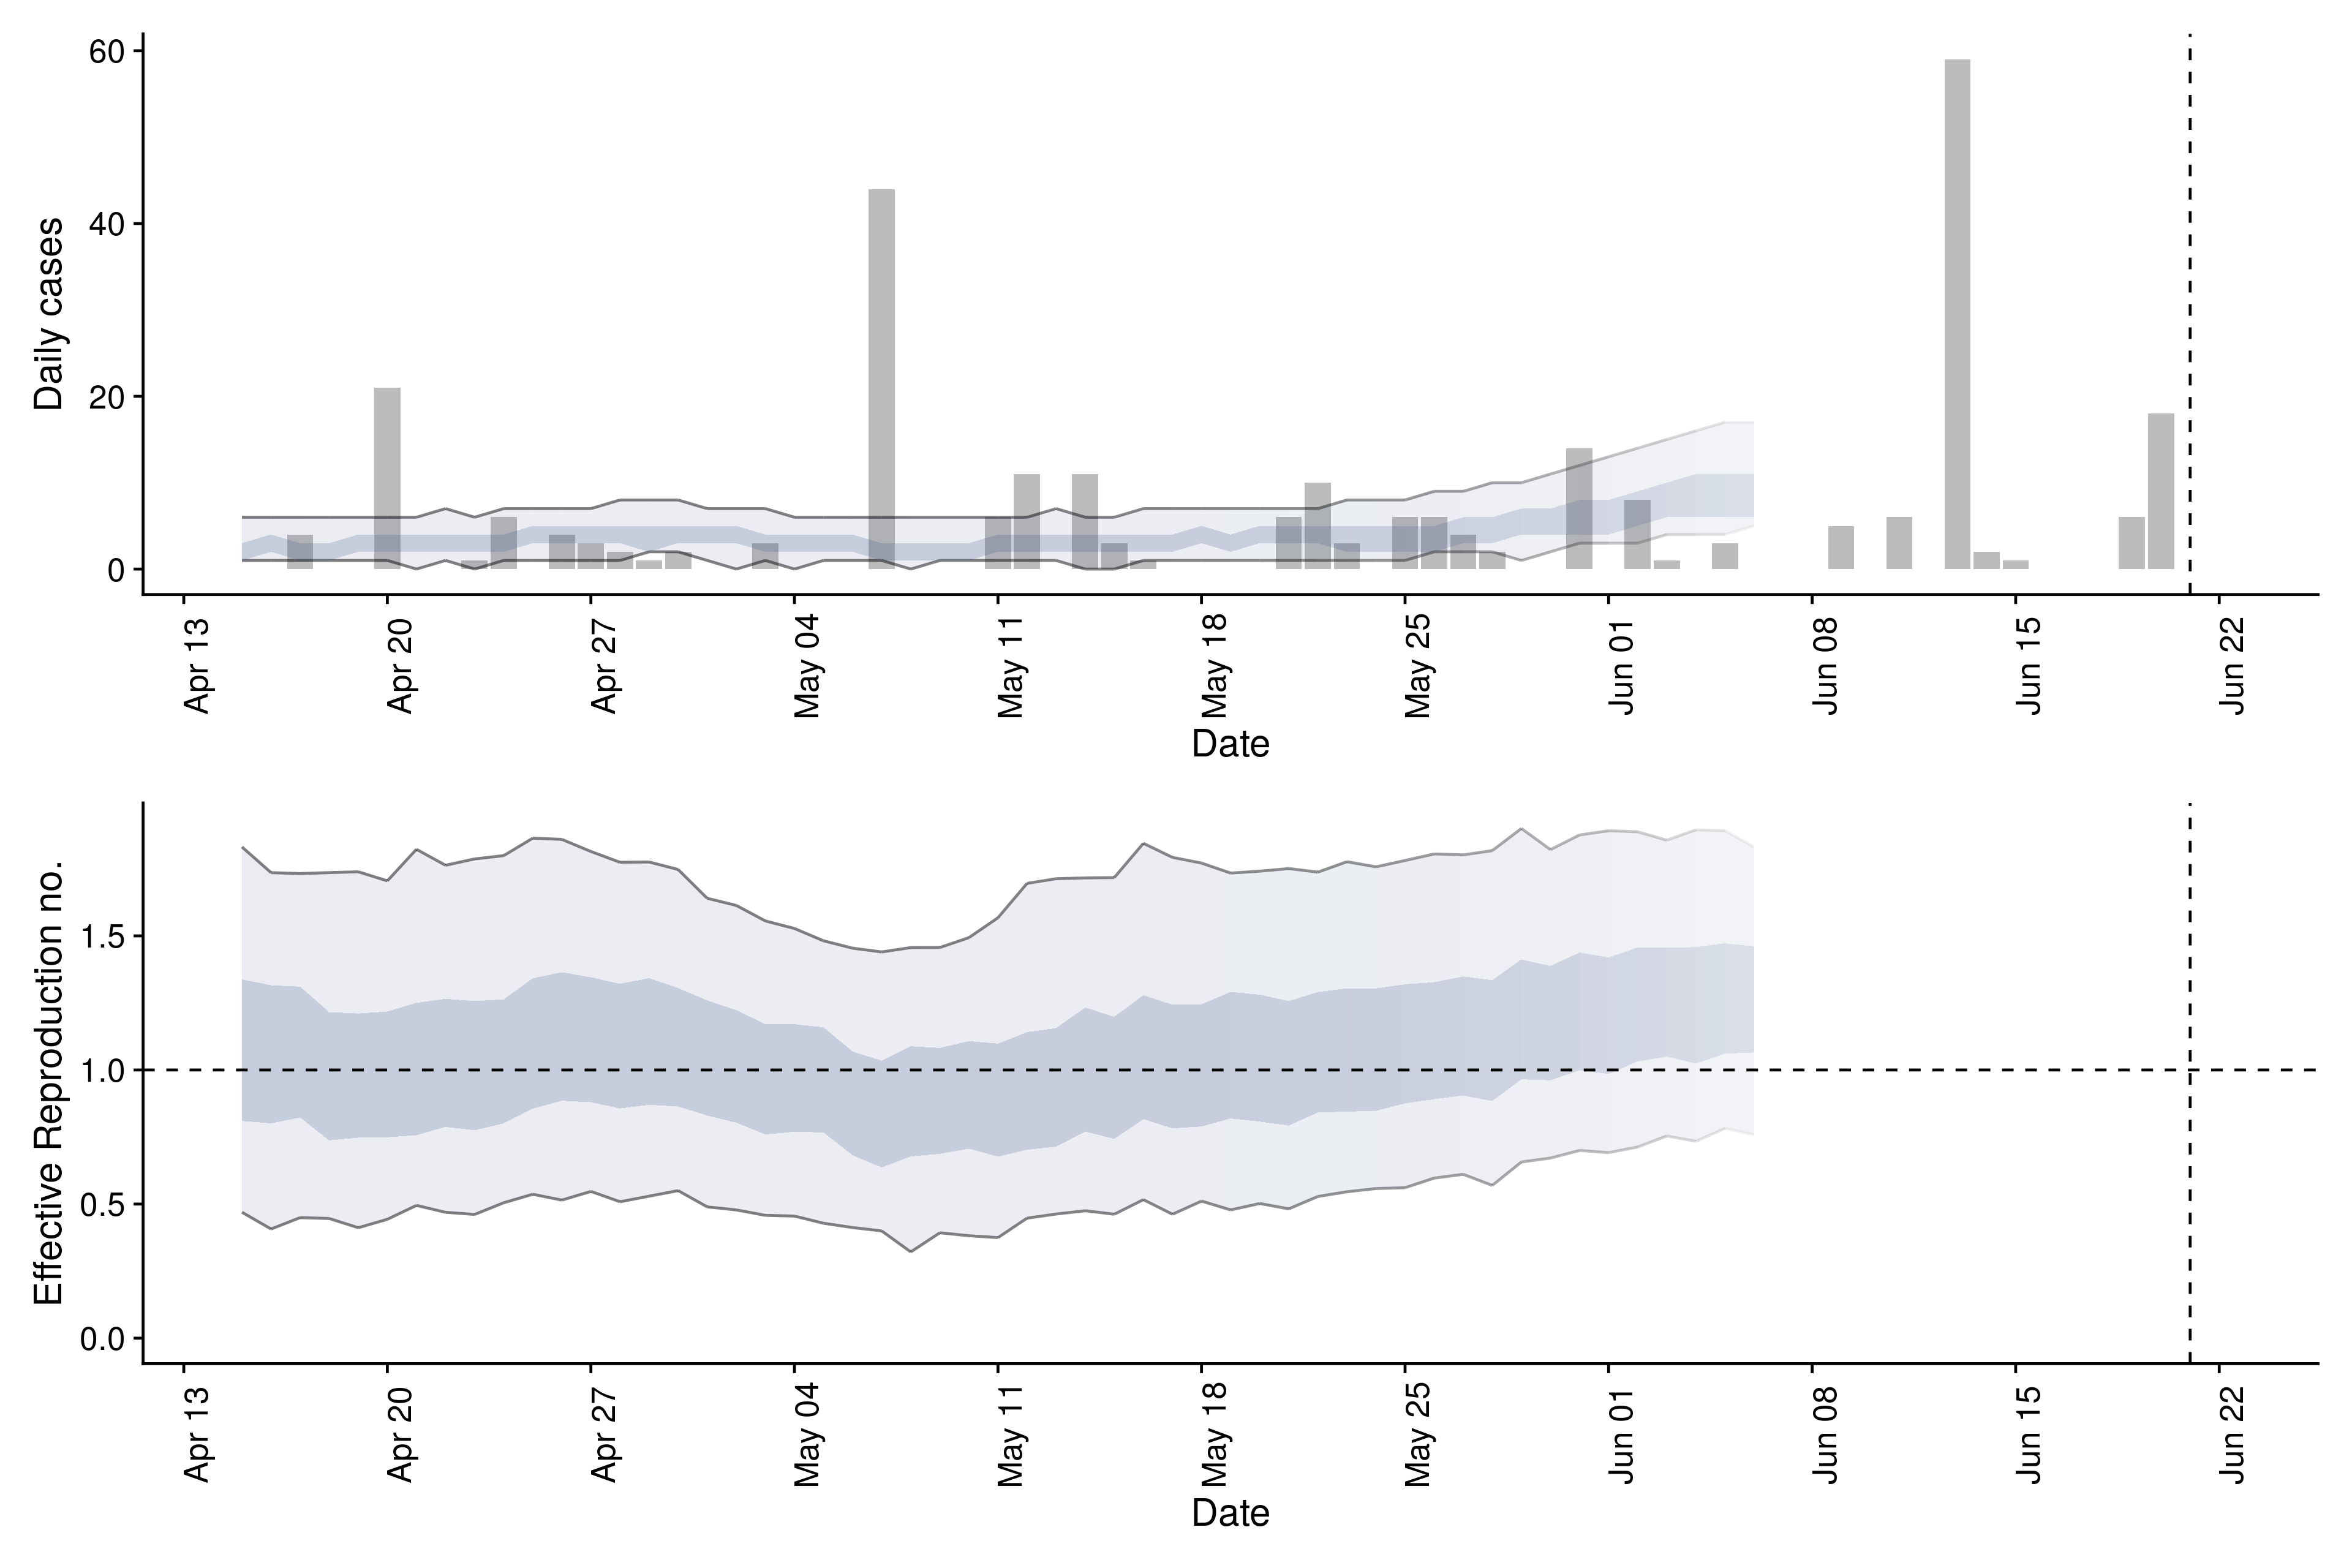 Daily cases
60
40
20
0
Apr 13
Apr 20
Apr 27
May 04
May 11
May 18
May 25
Jun 01
Jun 08
Jun 15
Jun 22
Date
Effective Reproduction no.
1.5
1.0
0.5
0.0
Apr 13
Apr 20
Apr 27
May 04
May 11
May 18
May 25
Jun 01
Jun 08
Jun 15
Jun 22
Date